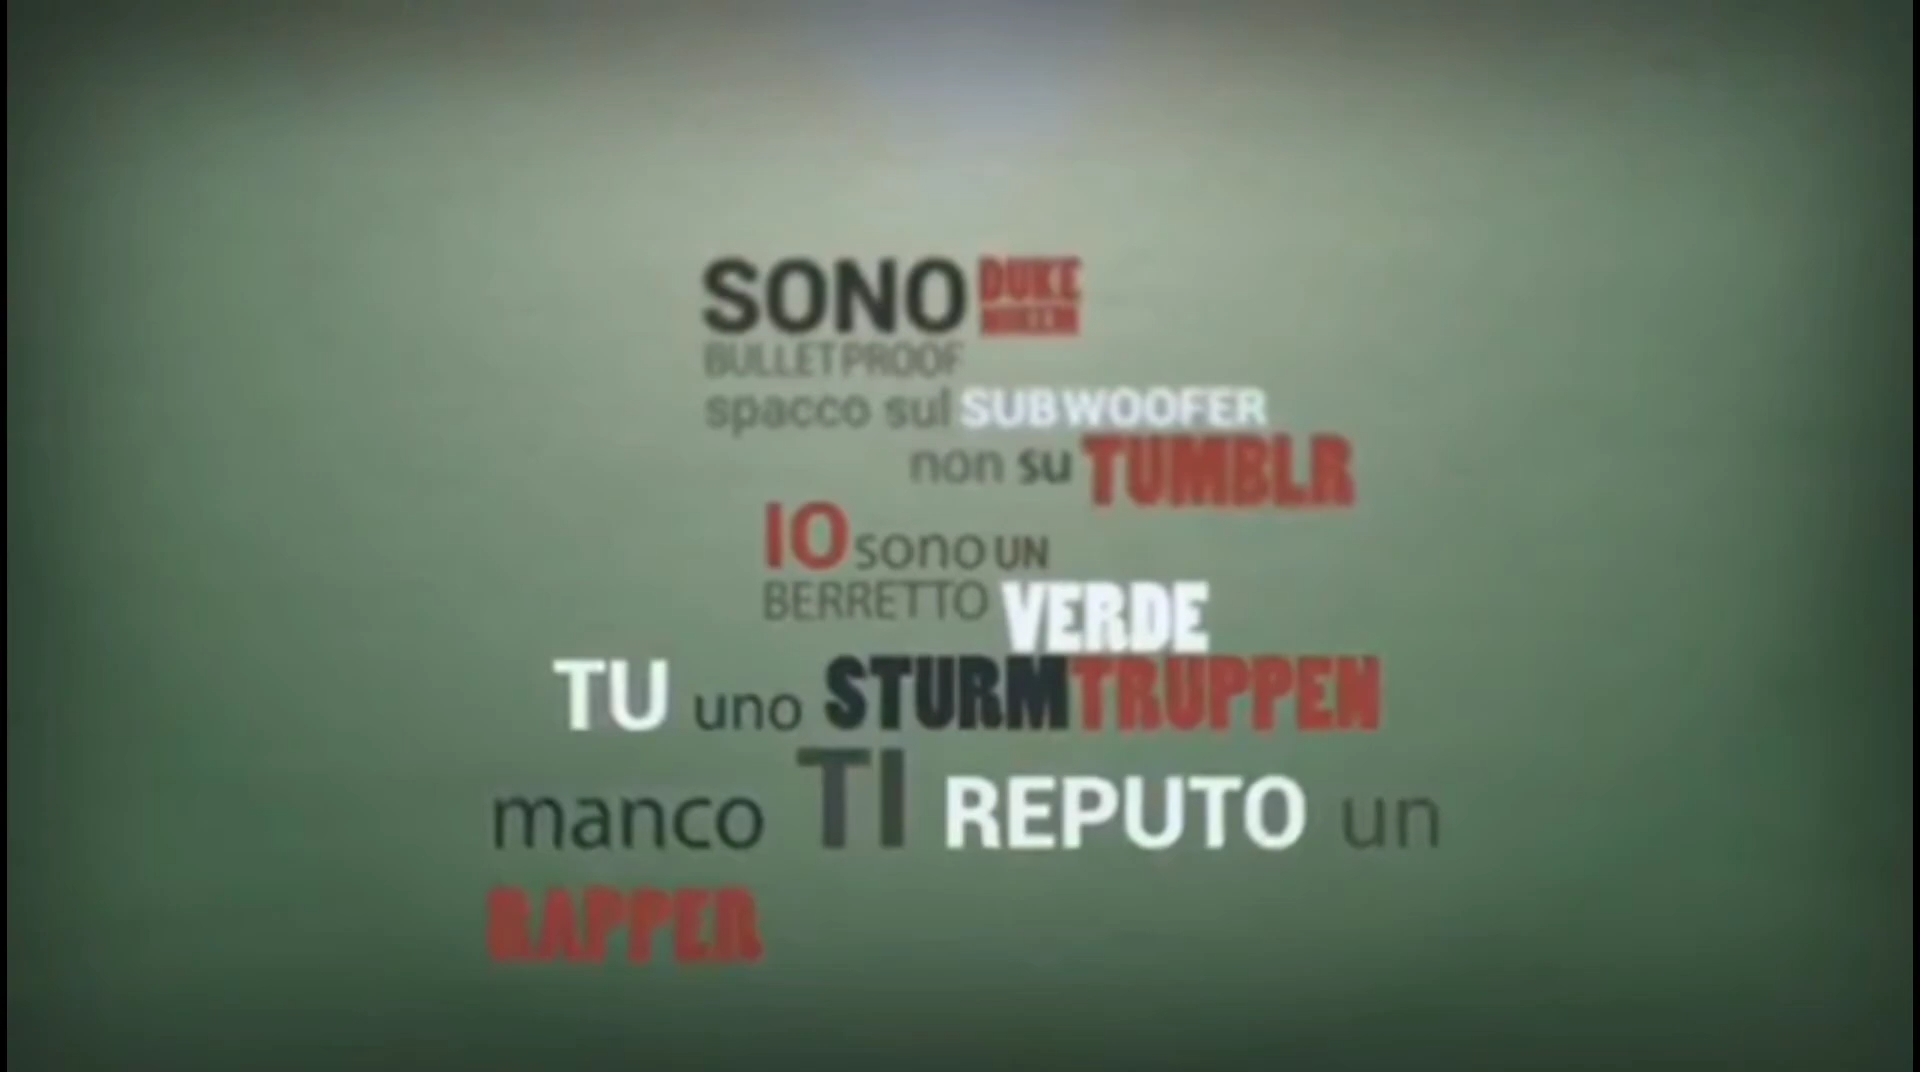 SONO DUKE NUKEM
BULLETPROOF
spacco sul SUBWOOFER
non su TUMBLR
IO sono UN
BERRETTO VERDE
TU uno STURMTRUPPEN
manco TI REPUTO un
RAPPER